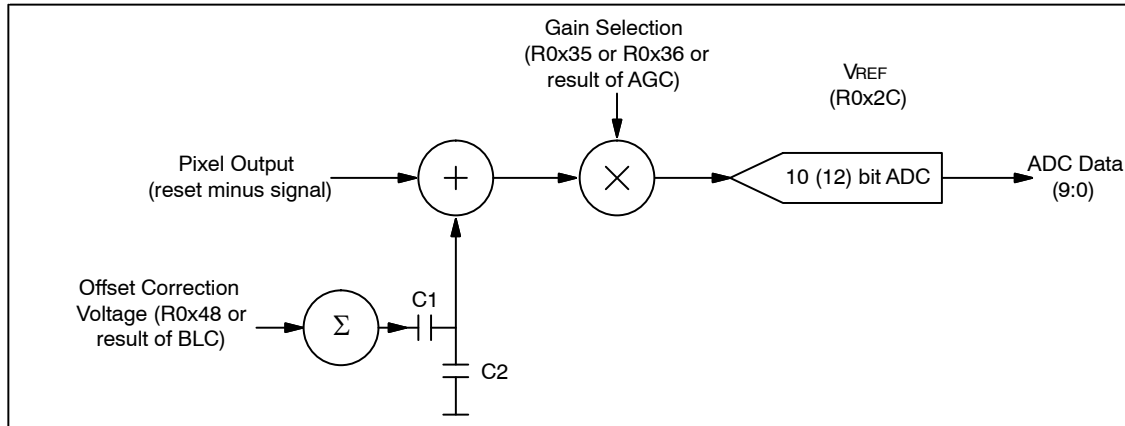 Gain Selection
(R0x35 or R0x36 or
result of AGC)
VREF
(R0x2C)
Pixel Output
(reset minus signal)
+
×
10 (12) bit ADC
ADC Data
(9:0)
Offset Correction
Voltage (R0x48 or
result of BLC)
Σ
C1
C2